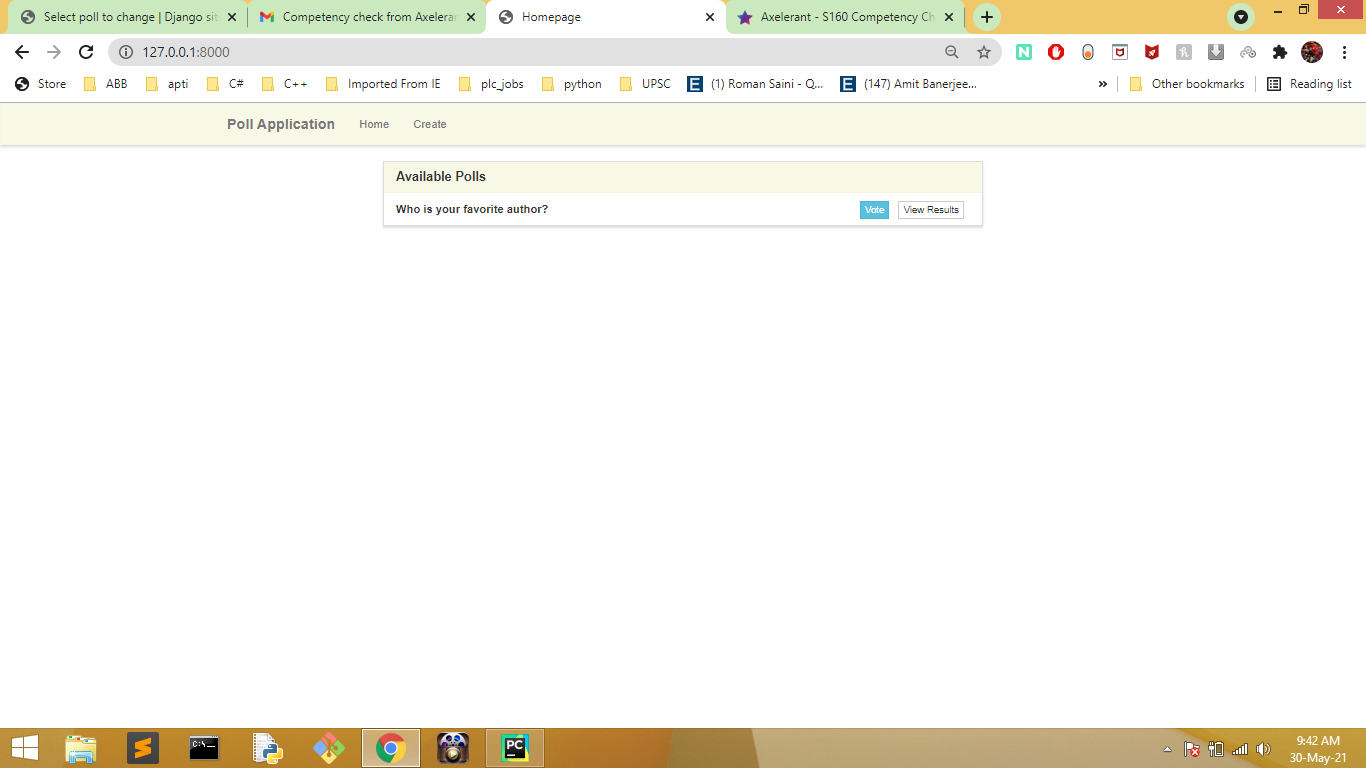 Select poll to change | Django sit
Competency check from Axelera
Homepage
Axelerant - S160 Competency Ch
127.0.0.1:8000
Store ABB apti C# C++ Imported From IE plc_jobs python UPSC (1) Roman Saini - Q... (147) Amit Banerjee... » Other bookmarks Reading list
Poll Application Home Create
Available Polls
Who is your favorite author? Vote View Results
C:\_
PC
9:42 AM
30-May-21